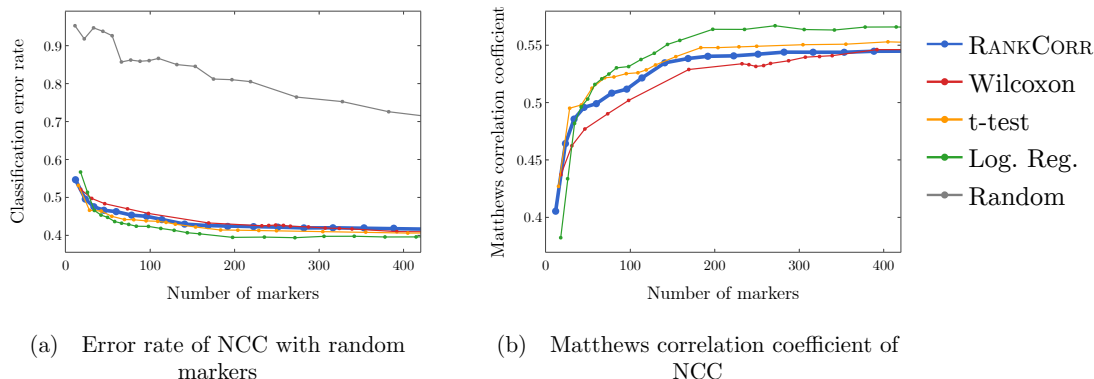 Classification error rate
0.9
0.8
0.7
0.6
0.5
0.4
0
100
200
300
400
Number of markers
(a) Error rate of NCC with random
markers
Matthews correlation coefficient
0.55
0.5
0.45
0.4
0
100
200
300
400
Number of markers
(b) Matthews correlation coefficient of
NCC
RANKCORR
Wilcoxon
t-test
Log. Reg.
Random